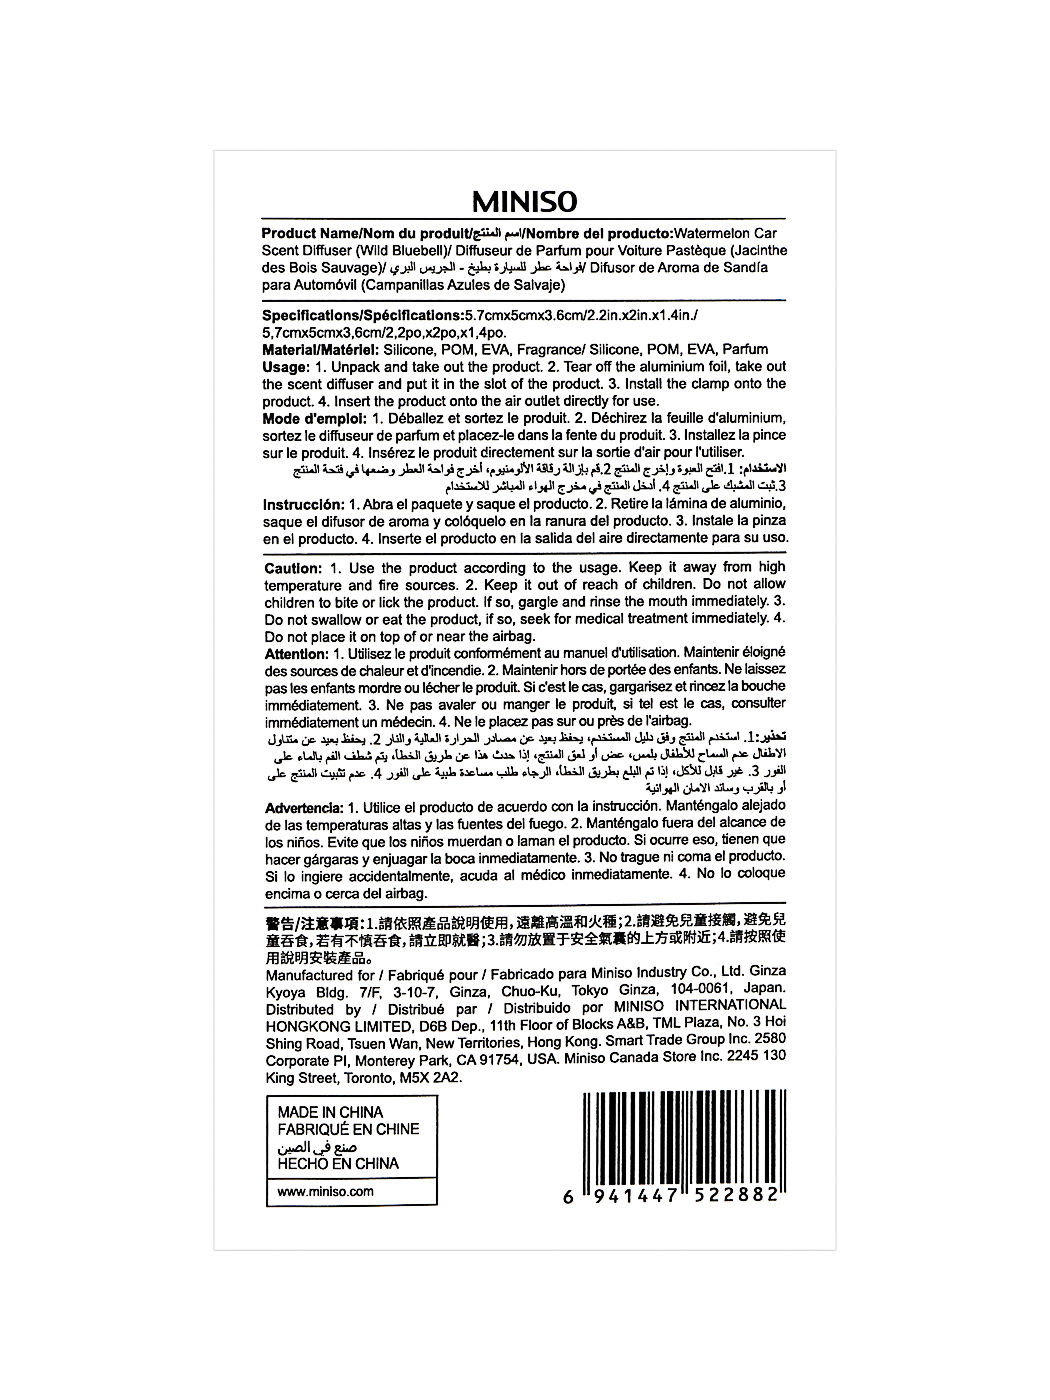 MINISO
Product Name/Nom du produit/اسم المنتج/Nombre del producto:Watermelon Car
Scent Diffuser (Wild Bluebell)/ Diffuseur de Parfum pour Voiture Pastèque (Jacinthe
des Bois Sauvage)/ فواحة عطر للسيارة بطيخ - الجريس البري/ Difusor de Aroma de Sandía
para Automóvil (Campanillas Azules de Salvaje)
Specifications/Spécifications:5.7cmx5cmx3.6cm/2.2in.x2in.x1.4in./
5,7cmx5cmx3,6cm/2,2po,x2po,x1,4po.
Material/Matériel: Silicone, POM, EVA, Fragrance/ Silicone, POM, EVA, Parfum
Usage: 1. Unpack and take out the product. 2. Tear off the aluminium foil, take out
the scent diffuser and put it in the slot of the product. 3. Install the clamp onto the
product. 4. Insert the product onto the air outlet directly for use.
Mode d'emploi: 1. Déballez et sortez le produit. 2. Déchirez la feuille d'aluminium,
sortez le diffuseur de parfum et placez-le dans la fente du produit. 3. Installez la pince
sur le produit. 4. Insérez le produit directement sur la sortie d'air pour l'utiliser.
الاستخدام: 1.افتح العبوة وإخرج المنتج 2.قم بإزالة رقاقة الألومنيوم، أخرج فواحة العطر وضعها في فتحة المنتج
3.ثبت المشبك على المنتج 4. أدخل المنتج في مخرج الهواء المباشر للاستخدام
Instrucción: 1. Abra el paquete y saque el producto. 2. Retire la lámina de aluminio,
saque el difusor de aroma y colóquelo en la ranura del producto. 3. Instale la pinza
en el producto. 4. Inserte el producto en la salida del aire directamente para su uso.
Caution: 1. Use the product according to the usage. Keep it away from high
temperature and fire sources. 2. Keep it out of reach of children. Do not allow
children to bite or lick the product. If so, gargle and rinse the mouth immediately. 3.
Do not swallow or eat the product, if so, seek for medical treatment immediately. 4.
Do not place it on top of or near the airbag.
Attention: 1. Utilisez le produit conformément au manuel d'utilisation. Maintenir éloigné
des sources de chaleur et d'incendie. 2. Maintenir hors de portée des enfants. Ne laissez
pas les enfants mordre ou lécher le produit. Si c'est le cas, gargarisez et rincez la bouche
immédiatement. 3. Ne pas avaler ou manger le produit, si tel est le cas, consulter
immédiatement un médecin. 4. Ne le placez pas sur ou près de l'airbag.
تحذير:1. استخدم المنتج وفق دليل المستخدم، يحفظ بعيد عن مصادر الحرارة العالية والنار 2. يحفظ بعيد عن متناول
الاطفال عدم السماح للأطفال بلمس، عض أو لعق المنتج، إذا حدث هذا عن طريق الخطأ، يتم شطف الفم بالماء على
الفور 3. غير قابل للأكل، إذا تم البلع بطريق الخطأ، الرجاء طلب مساعدة طبية على الفور 4. عدم تثبيت المنتج على
أو بالقرب وسائد الامان الهوائية
Advertencia: 1. Utilice el producto de acuerdo con la instrucción. Manténgalo alejado
de las temperaturas altas y las fuentes del fuego. 2. Manténgalo fuera del alcance de
los niños. Evite que los niños muerdan o laman el producto. Si ocurre eso, tienen que
hacer gárgaras y enjuagar la boca inmediatamente. 3. No trague ni coma el producto.
Si lo ingiere accidentalmente, acuda al médico inmediatamente. 4. No lo coloque
encima o cerca del airbag.
警告/注意事項:1.請依照產品說明使用,遠離高溫和火種;2.請避免兒童接觸,避免兒
童吞食,若有不慎吞食,請立即就醫;3.請勿放置于安全氣囊的上方或附近;4.請按照使
用說明安裝產品。
Manufactured for / Fabriqué pour / Fabricado para Miniso Industry Co., Ltd. Ginza
Kyoya Bldg. 7/F, 3-10-7, Ginza, Chuo-Ku, Tokyo Ginza, 104-0061, Japan.
Distributed by / Distribué par / Distribuido por MINISO INTERNATIONAL
HONGKONG LIMITED, D6B Dep., 11th Floor of Blocks A&B, TML Plaza, No. 3 Hoi
Shing Road, Tsuen Wan, New Territories, Hong Kong. Smart Trade Group Inc. 2580
Corporate Pl, Monterey Park, CA 91754, USA. Miniso Canada Store Inc. 2245 130
King Street, Toronto, M5X 2A2.
MADE IN CHINA
FABRIQUÉ EN CHINE
صنع في الصين
HECHO EN CHINA
www.miniso.com
6 941447 522882